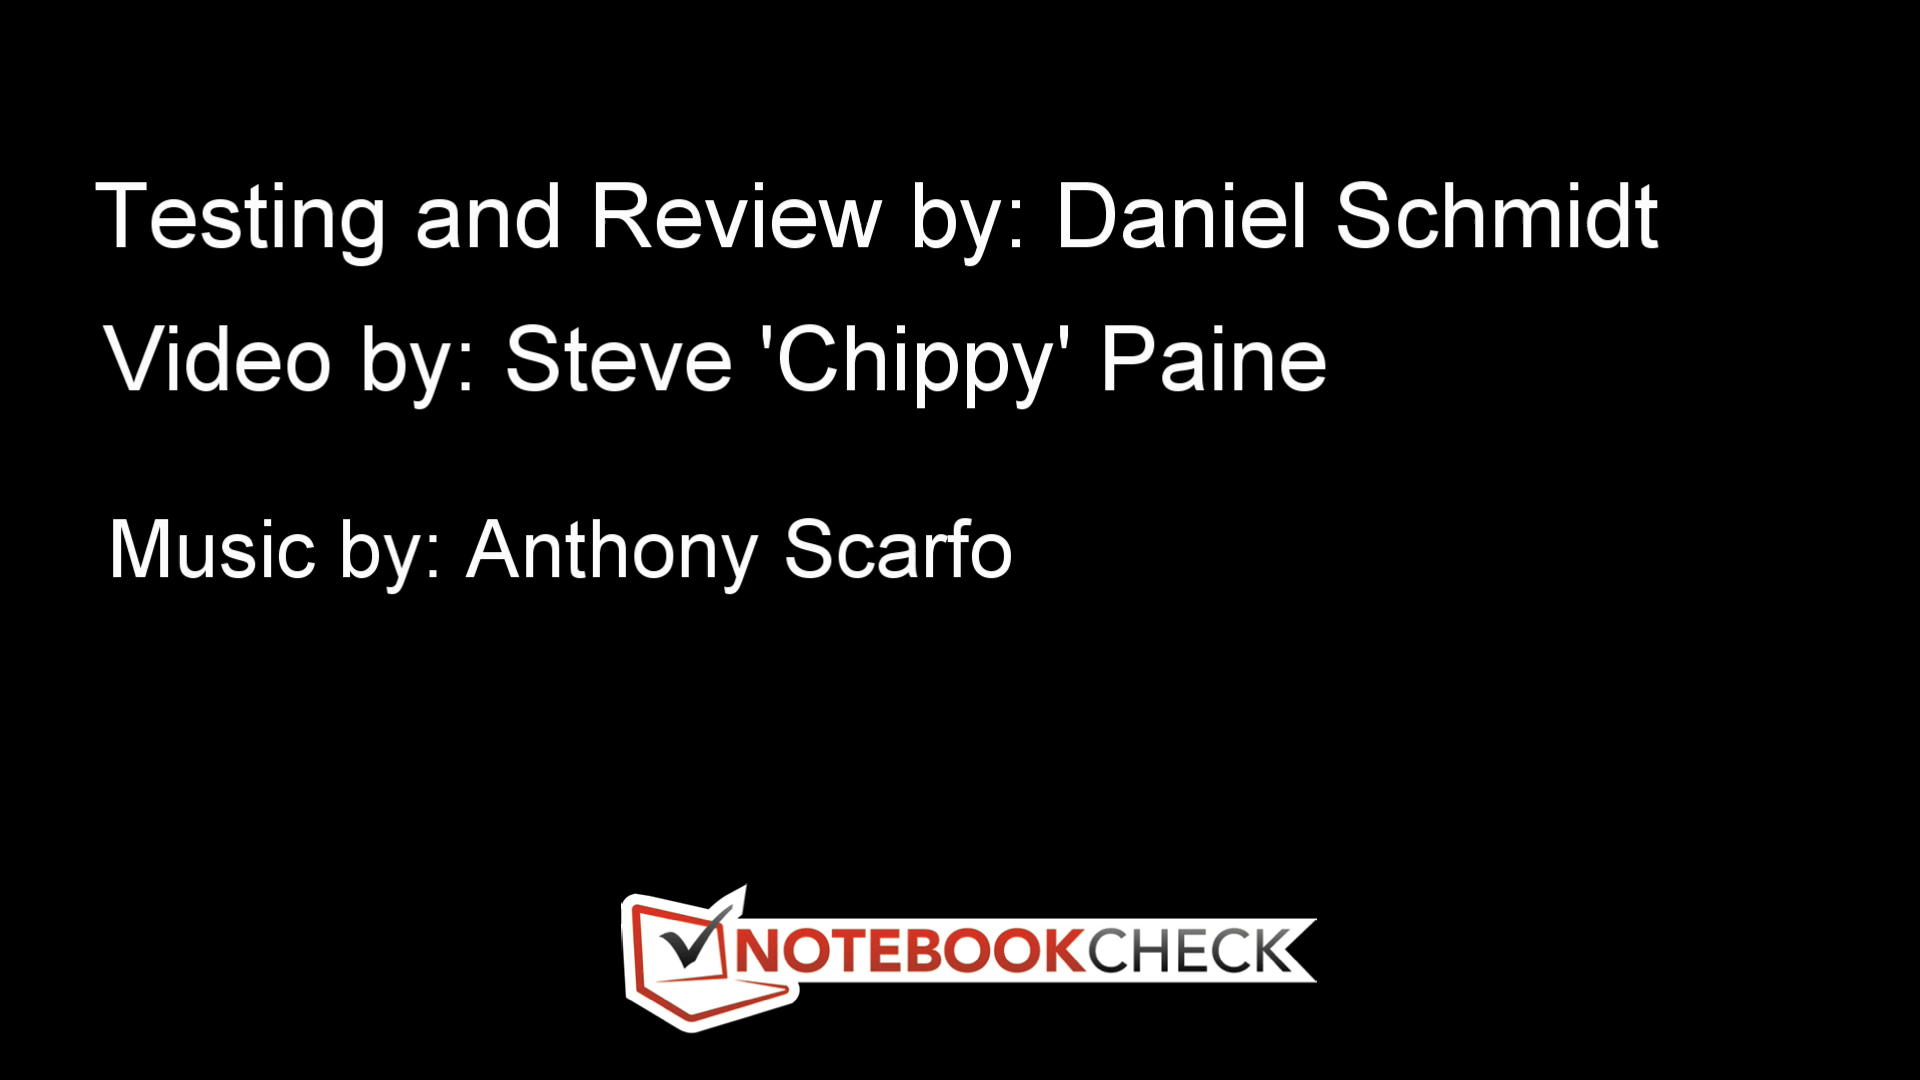 Testing and Review by: Daniel Schmidt
Video by: Steve 'Chippy' Paine
Music by: Anthony Scarfo
NOTEBOOKCHECK